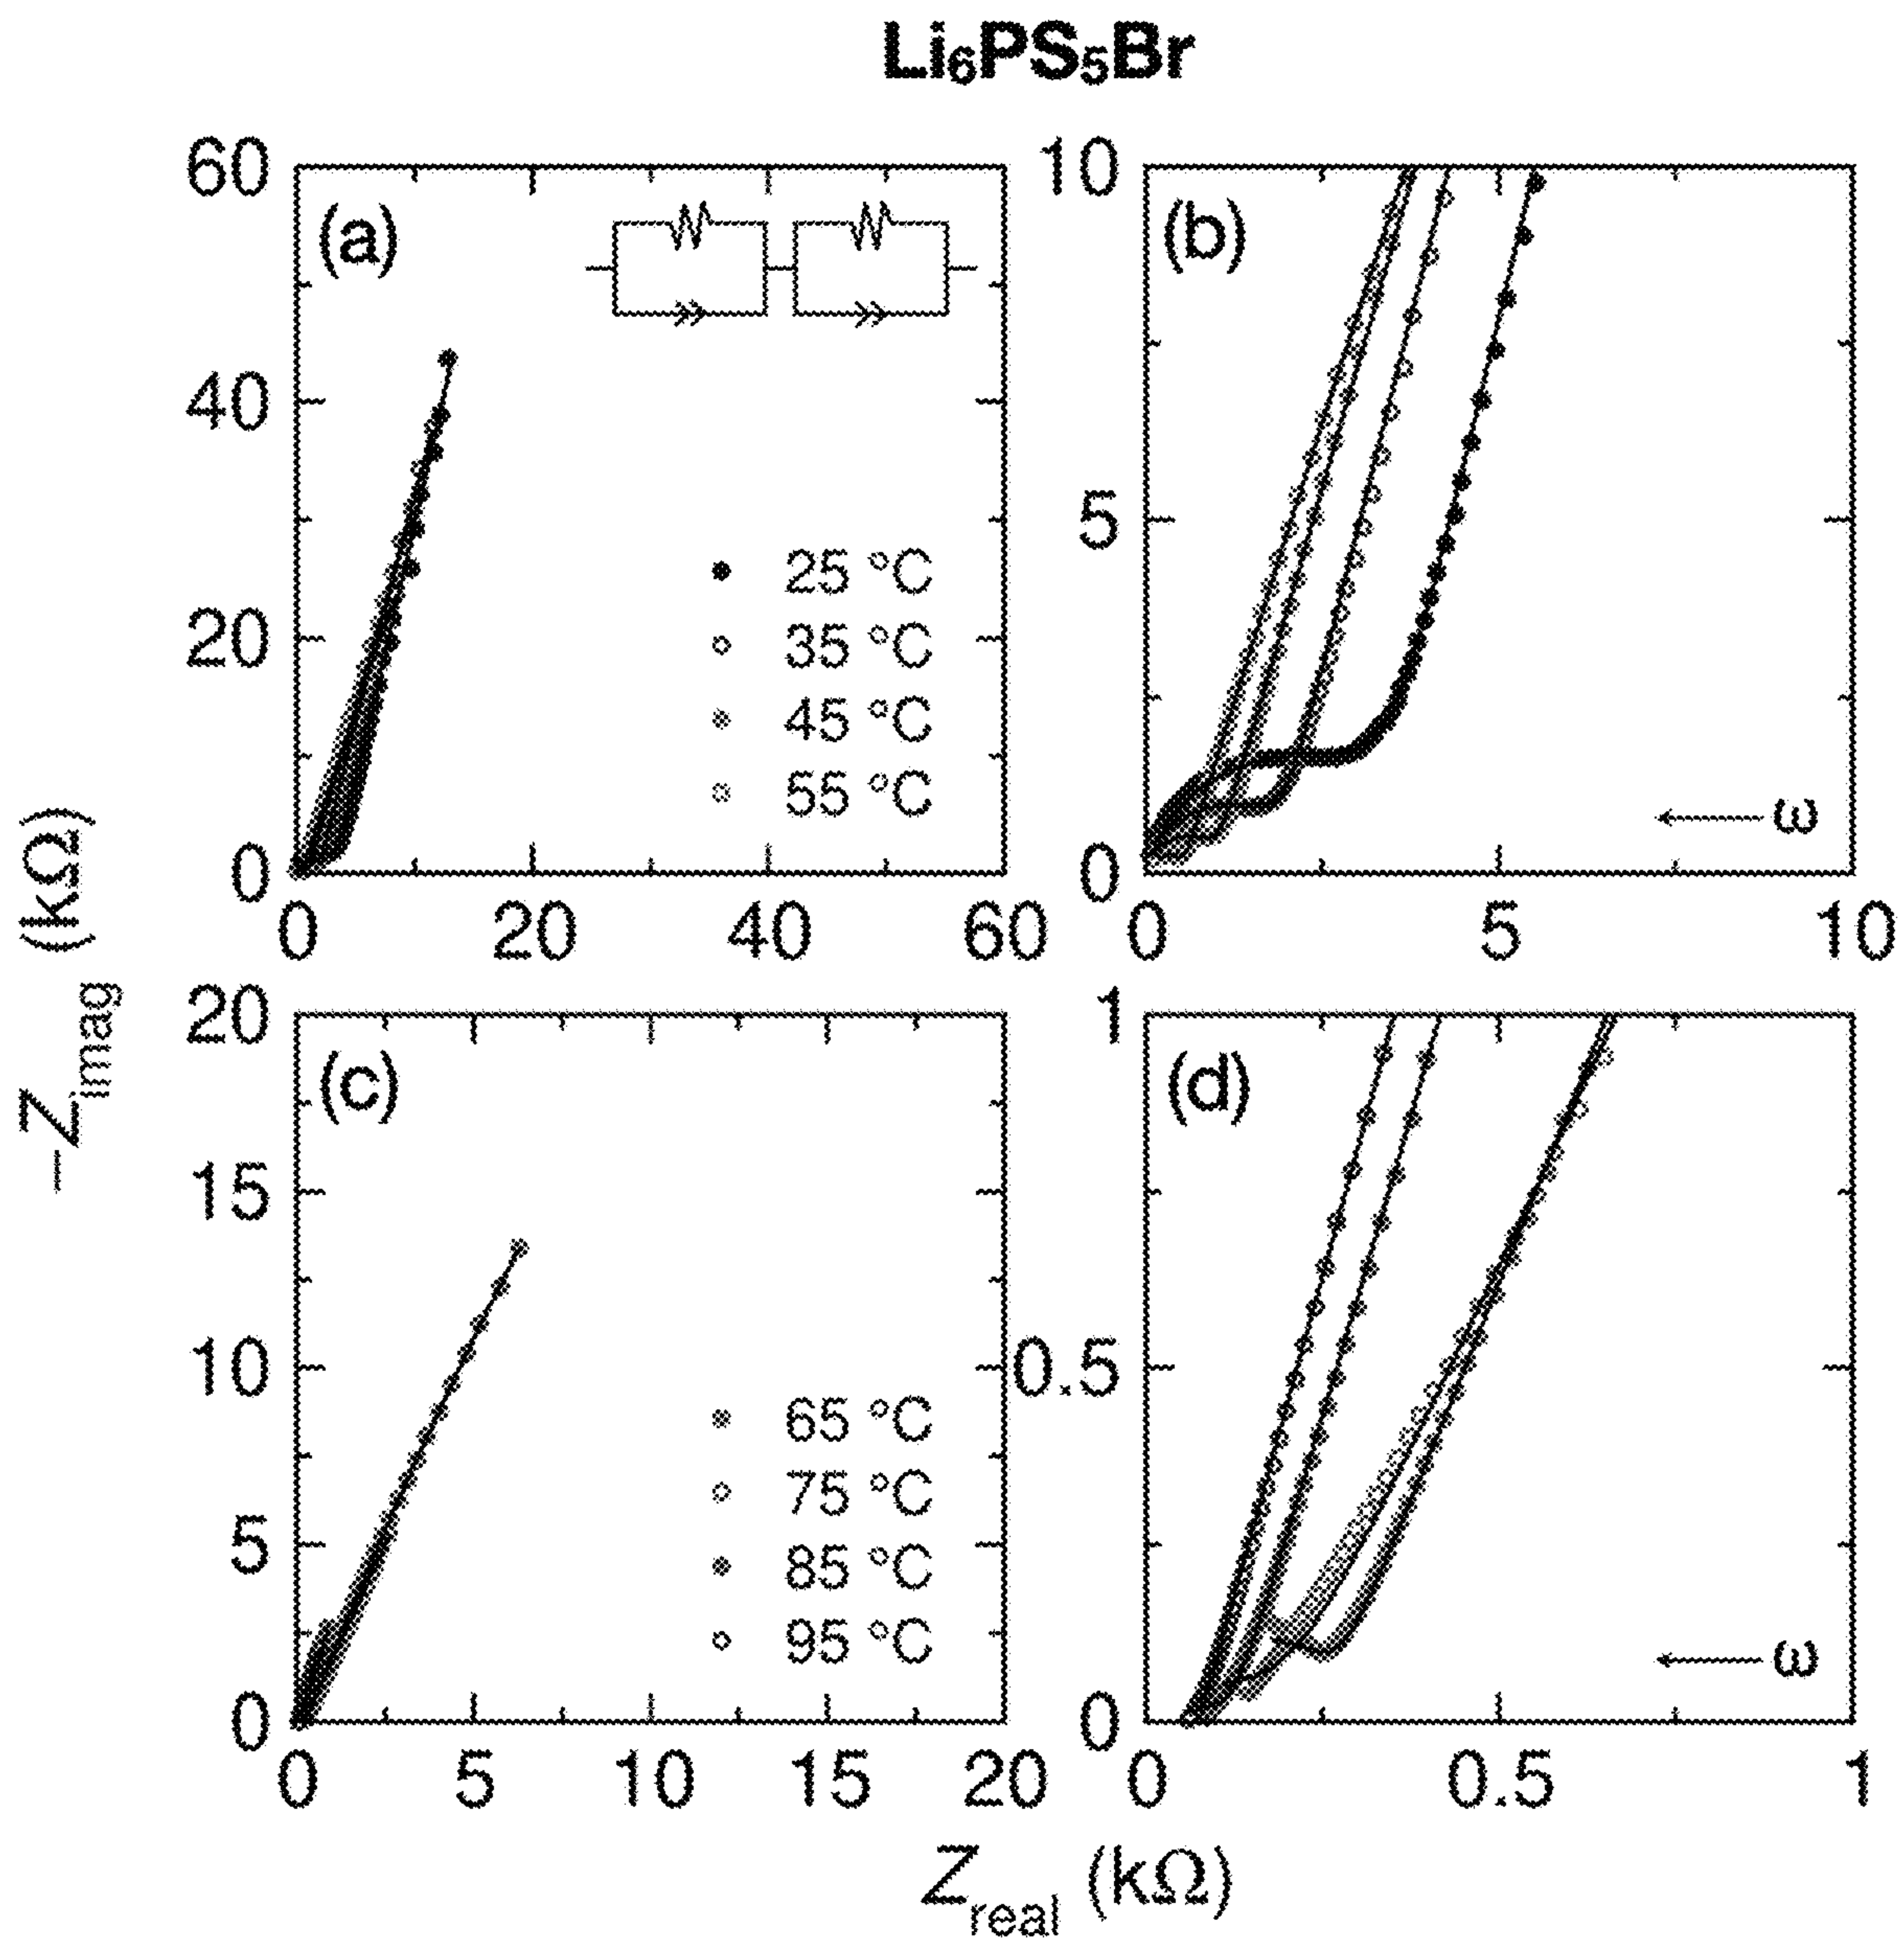 Li₆PS₅Br
60
40
20
0
(a)
25 °C
35 °C
45 °C
55 °C
0 20 40 60
10
5
0
(b)
ω
0 5 10
−Z_imag (kΩ)
20
15
10
5
0
(c)
65 °C
75 °C
85 °C
95 °C
0 5 10 15 20
1
0.5
0
(d)
ω
0 0.5 1
Z_real (kΩ)